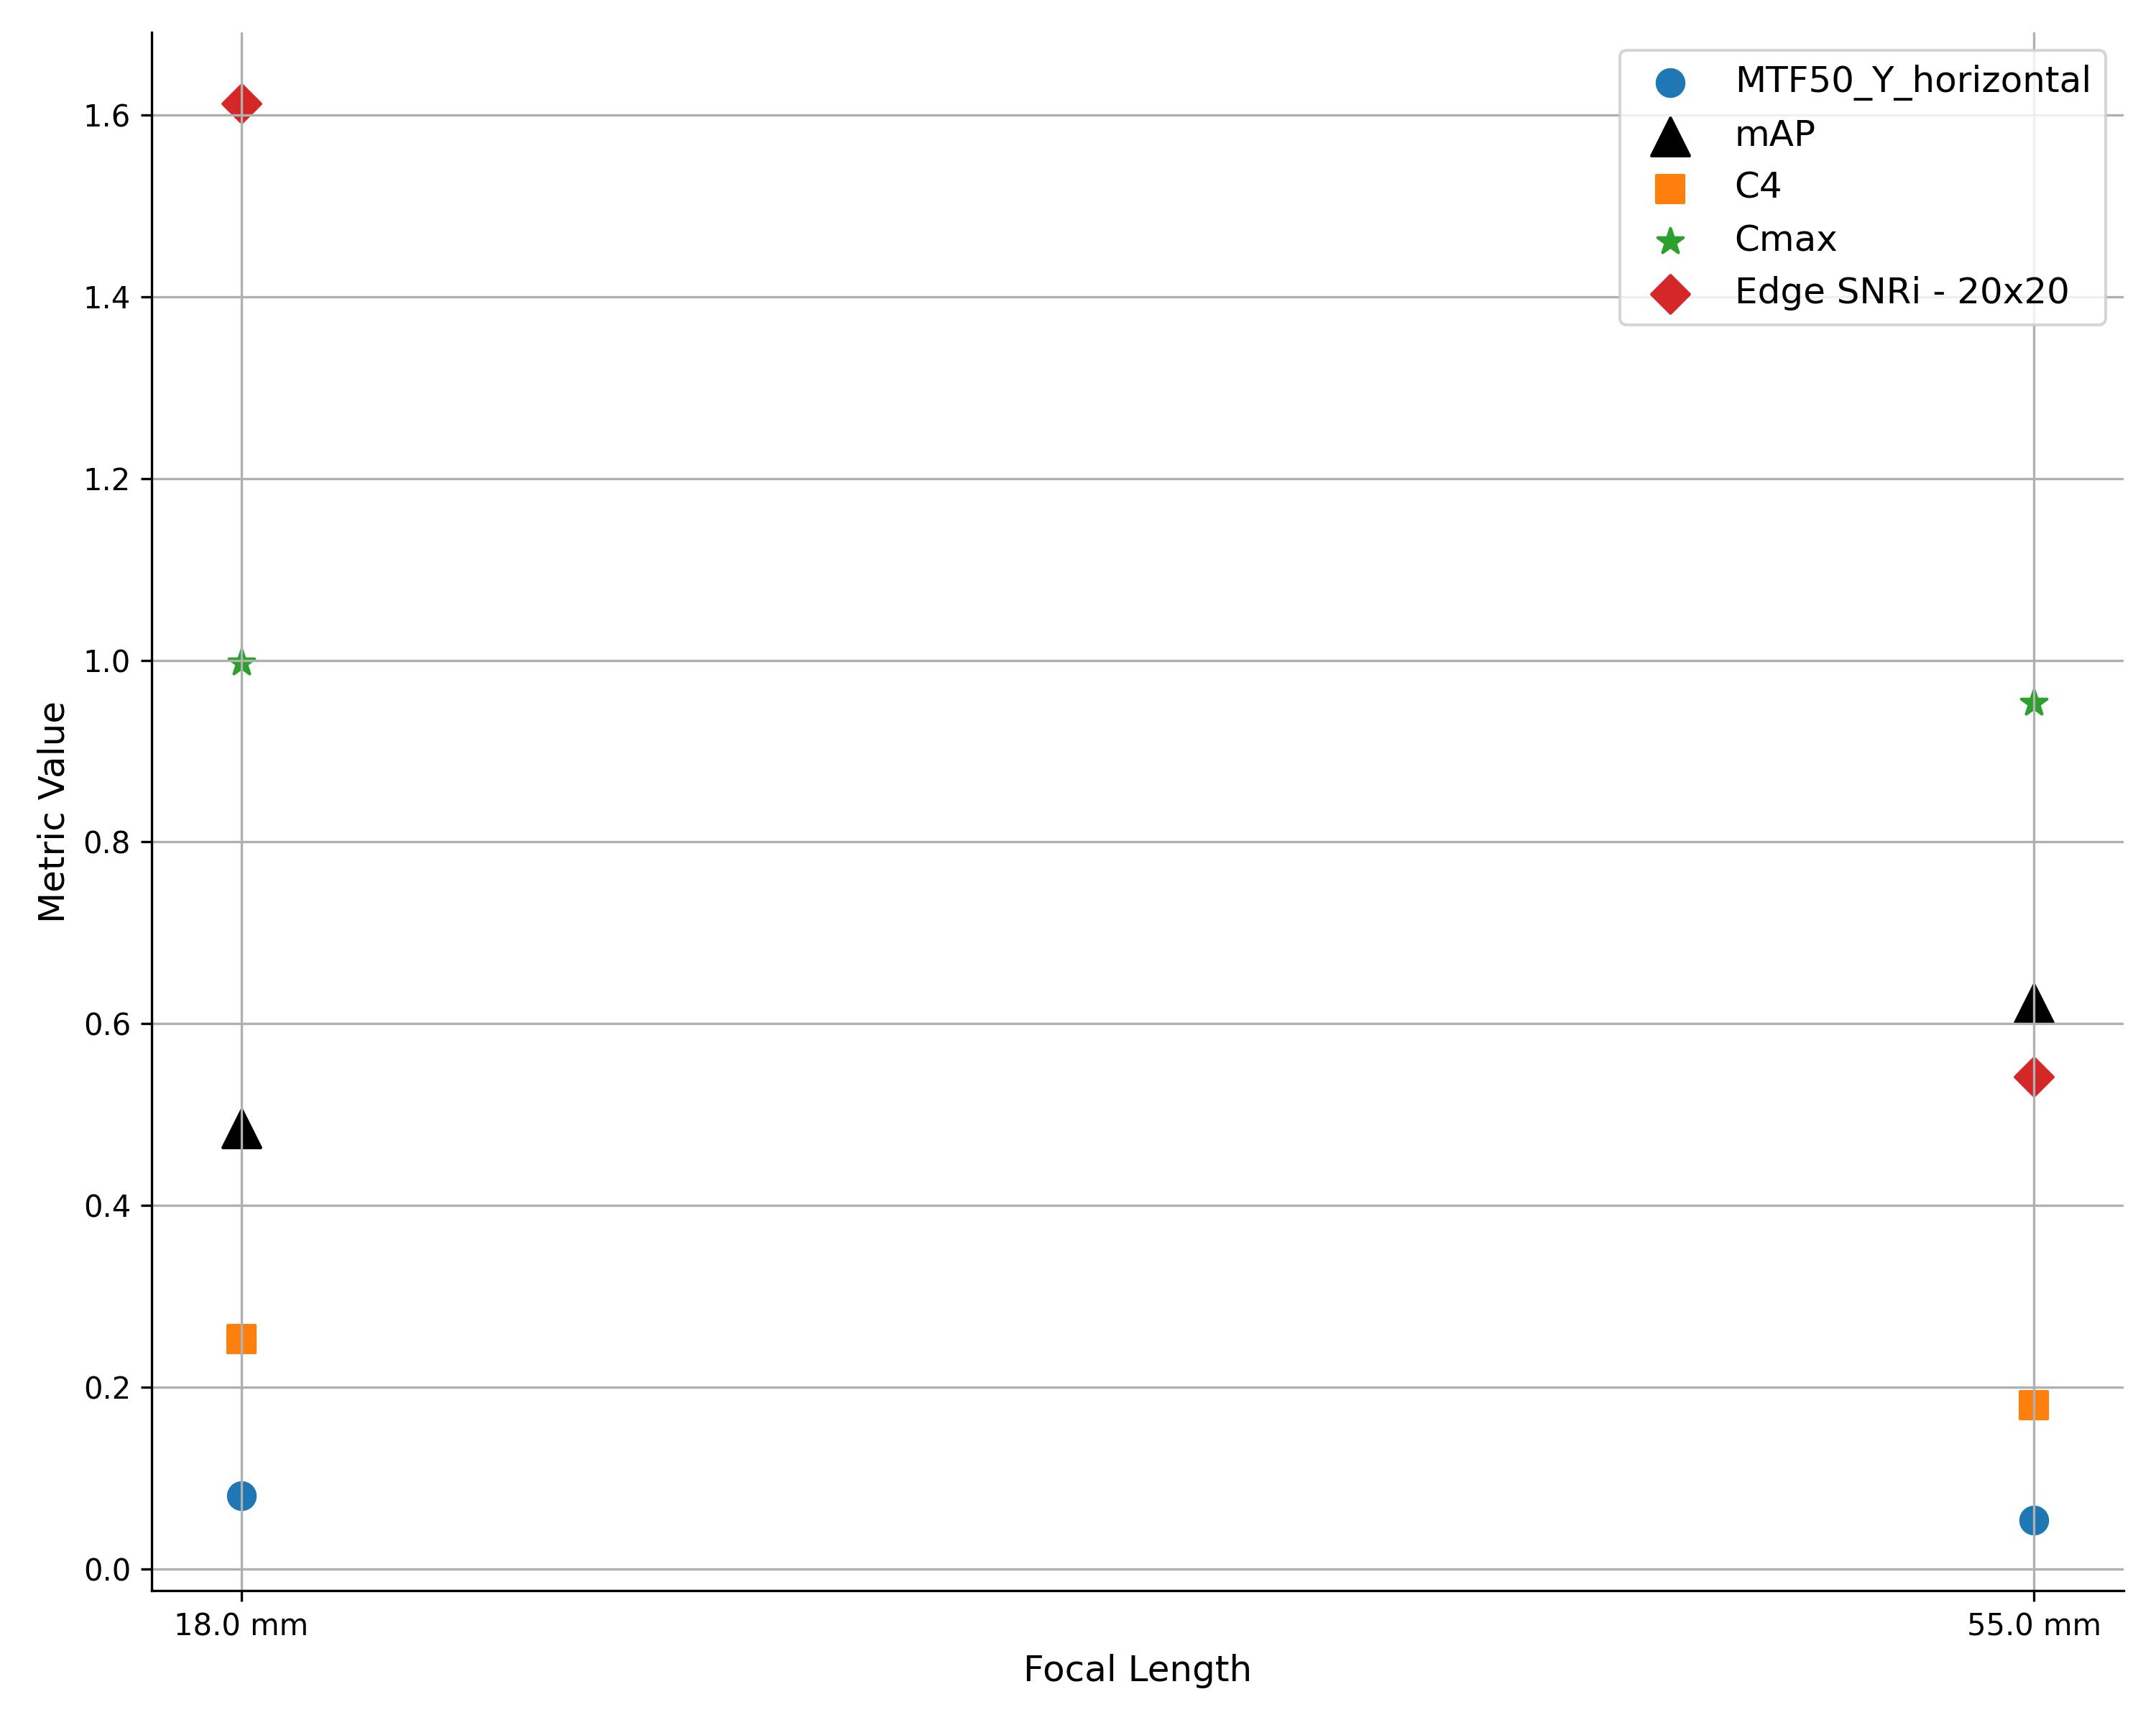 MTF50_Y_horizontal
mAP
C4
Cmax
Edge SNRi - 20x20
1.6
1.4
1.2
1.0
0.8
0.6
0.4
0.2
0.0
Metric Value
18.0 mm
55.0 mm
Focal Length